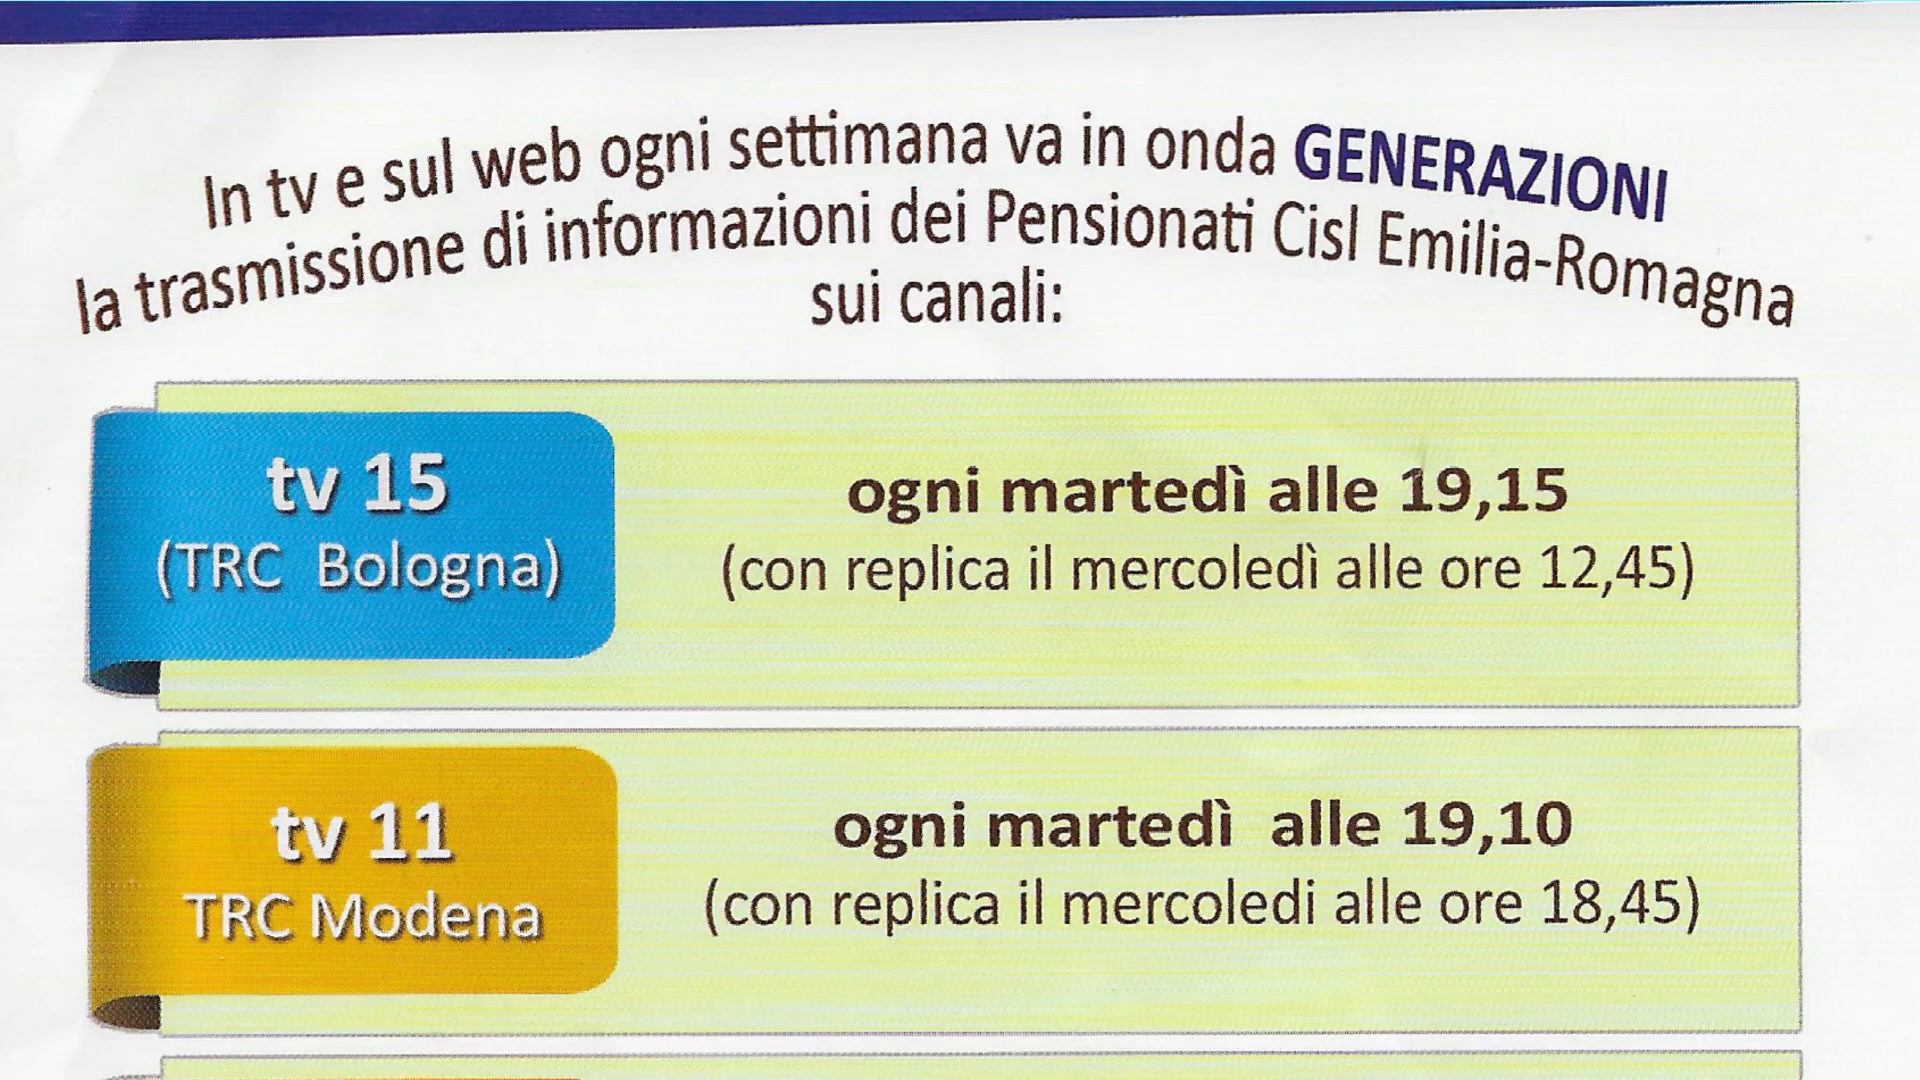 In tv e sul web ogni settimana va in onda GENERAZIONI
la trasmissione di informazioni dei Pensionati Cisl Emilia-Romagna
sui canali:
tv 15
(TRC Bologna)
ogni martedì alle 19,15
(con replica il mercoledì alle ore 12,45)
tv 11
TRC Modena
ogni martedì alle 19,10
(con replica il mercoledi alle ore 18,45)